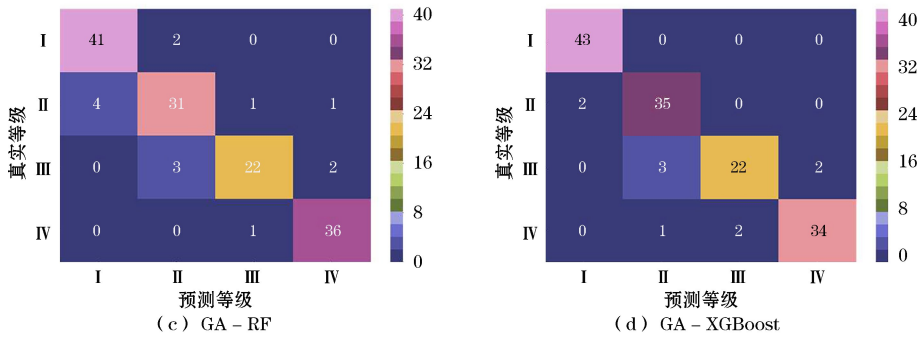 I 41 2 0 0
II 4 31 1 1
III 0 3 22 2
IV 0 0 1 36
I II III IV
真实等级
预测等级
40
32
24
16
8
0
(c) GA-RF
I 43 0 0 0
II 2 35 0 0
III 0 3 22 2
IV 0 1 2 34
I II III IV
真实等级
预测等级
40
32
24
16
8
0
(d) GA-XGBoost